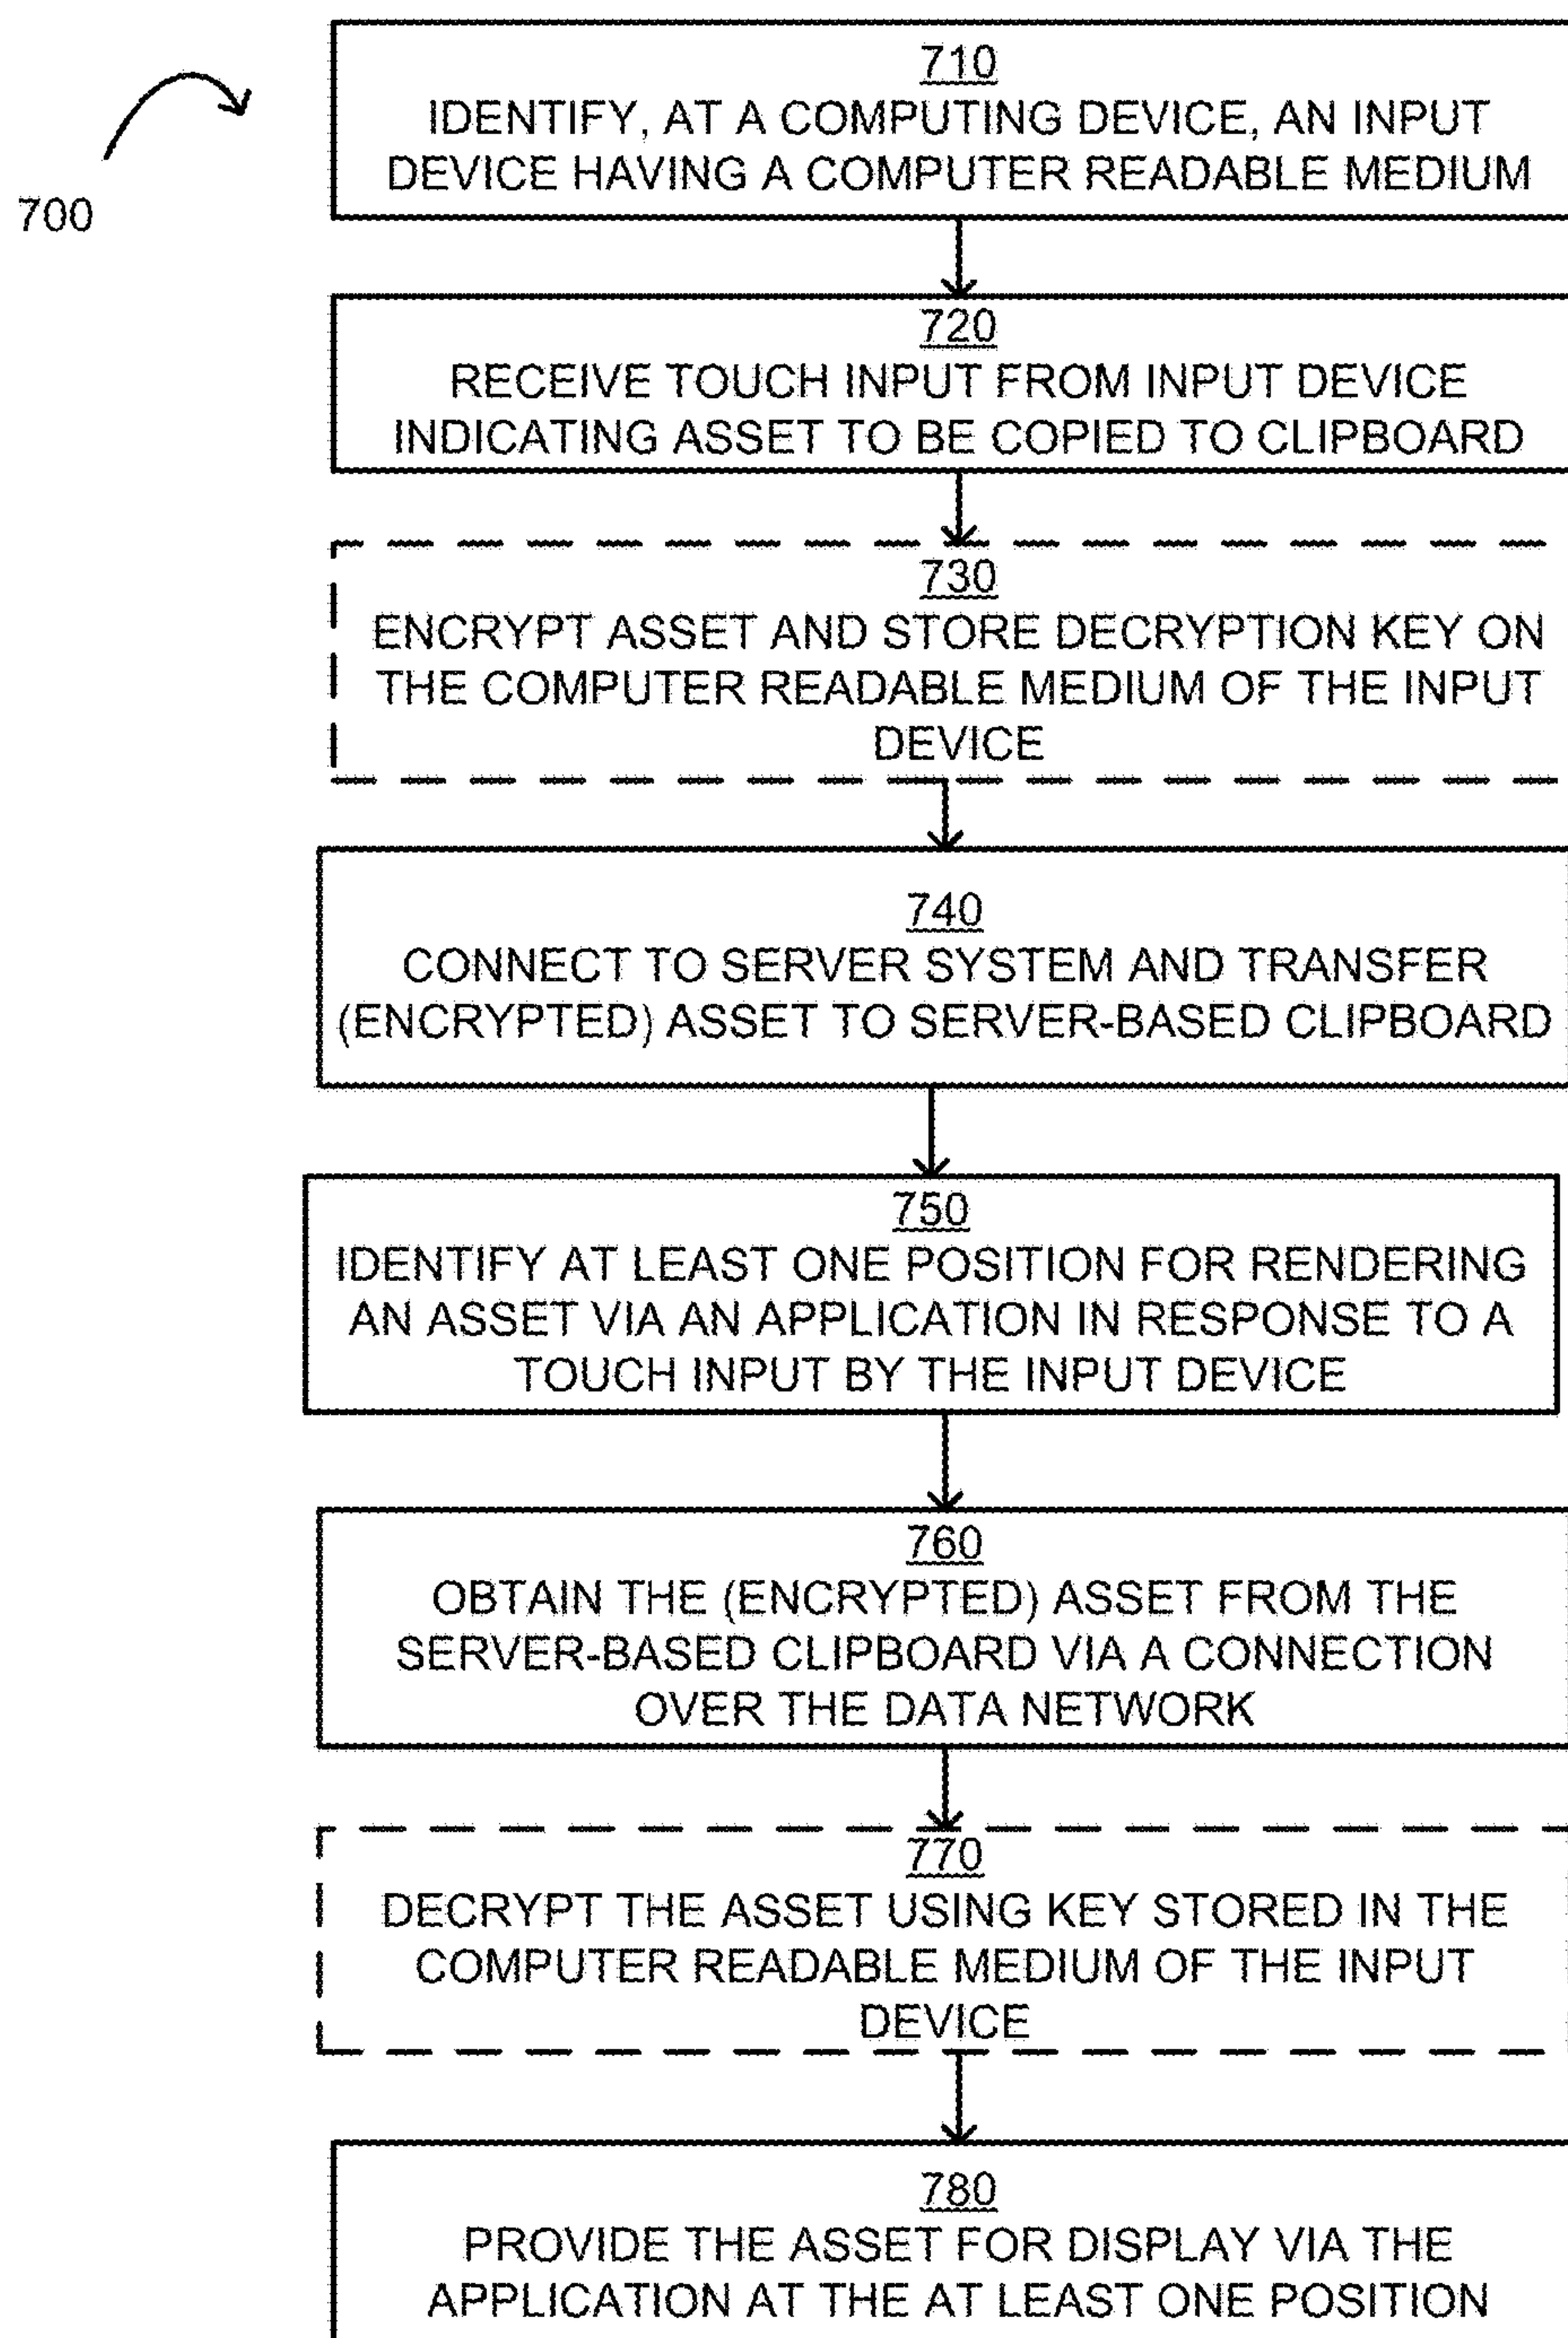 700
710
IDENTIFY, AT A COMPUTING DEVICE, AN INPUT
DEVICE HAVING A COMPUTER READABLE MEDIUM
720
RECEIVE TOUCH INPUT FROM INPUT DEVICE
INDICATING ASSET TO BE COPIED TO CLIPBOARD
730
ENCRYPT ASSET AND STORE DECRYPTION KEY ON
THE COMPUTER READABLE MEDIUM OF THE INPUT
DEVICE
740
CONNECT TO SERVER SYSTEM AND TRANSFER
(ENCRYPTED) ASSET TO SERVER-BASED CLIPBOARD
750
IDENTIFY AT LEAST ONE POSITION FOR RENDERING
AN ASSET VIA AN APPLICATION IN RESPONSE TO A
TOUCH INPUT BY THE INPUT DEVICE
760
OBTAIN THE (ENCRYPTED) ASSET FROM THE
SERVER-BASED CLIPBOARD VIA A CONNECTION
OVER THE DATA NETWORK
770
DECRYPT THE ASSET USING KEY STORED IN THE
COMPUTER READABLE MEDIUM OF THE INPUT
DEVICE
780
PROVIDE THE ASSET FOR DISPLAY VIA THE
APPLICATION AT THE AT LEAST ONE POSITION